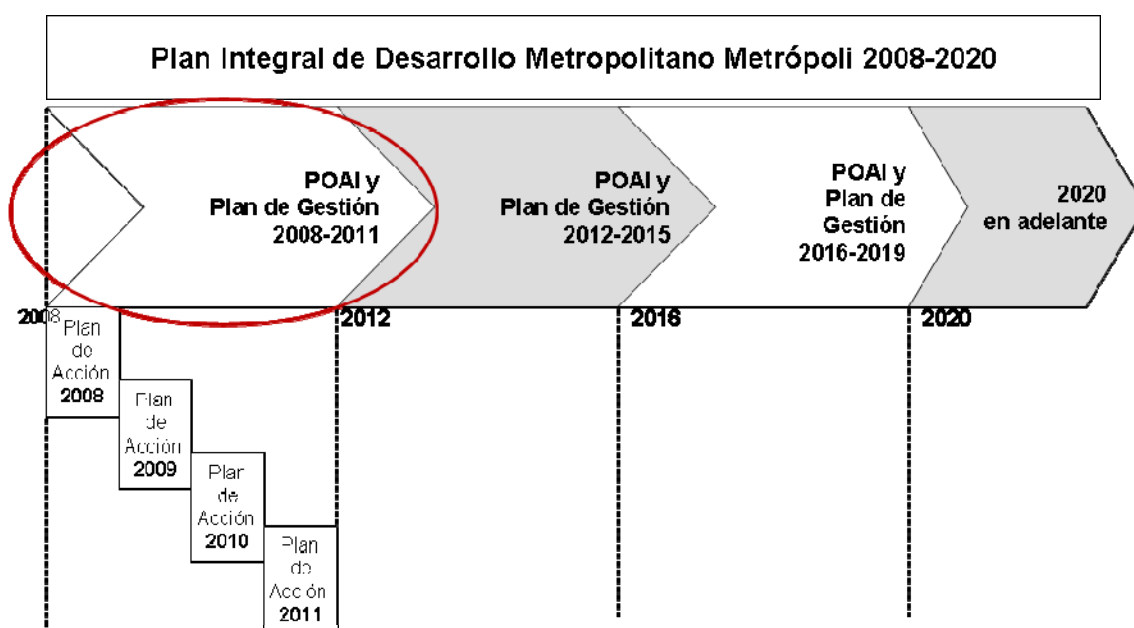 Plan Integral de Desarrollo Metropolitano Metrópoli 2008-2020
POAI y
Plan de Gestión
2008-2011
POAI y
Plan de Gestión
2012-2015
POAI y
Plan de
Gestión
2016-2019
2020
en adelante
2008
2012
2016
2020
Plan
de
Acción
2008
Plan
de
Acción
2009
Plan
de
Acción
2010
Plan
de
Acción
2011